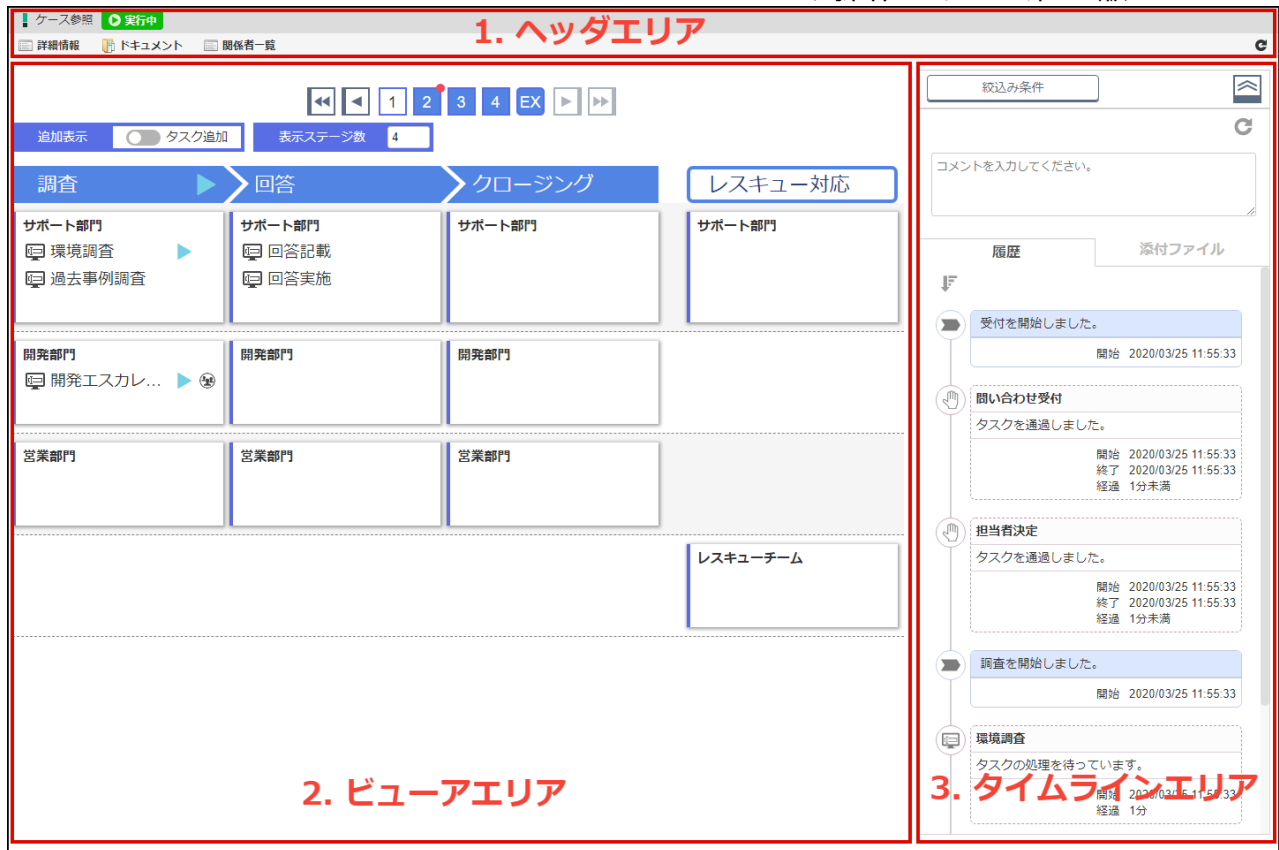 ケース参照 実行中
詳細情報 ドキュメント 関係者一覧
1. ヘッダエリア
1 2 3 4 EX
追加表示 タスク追加 表示ステージ数 4
調査 回答 クロージング レスキュー対応
サポート部門 サポート部門 サポート部門 サポート部門
環境調査 回答記載
過去事例調査 回答実施
開発部門 開発部門 開発部門
開発エスカレ...
営業部門 営業部門 営業部門
レスキューチーム
2. ビューアエリア
絞込み条件
コメントを入力してください。
履歴 添付ファイル
受付を開始しました。
開始 2020/03/25 11:55:33
問い合わせ受付
タスクを通過しました。
開始 2020/03/25 11:55:33
終了 2020/03/25 11:55:33
経過 1分未満
担当者決定
タスクを通過しました。
開始 2020/03/25 11:55:33
終了 2020/03/25 11:55:33
経過 1分未満
調査を開始しました。
開始 2020/03/25 11:55:33
環境調査
タスクの処理を待っています。
3. タイムラインエリア
開始 2020/03/25 11:55:33
経過 1分